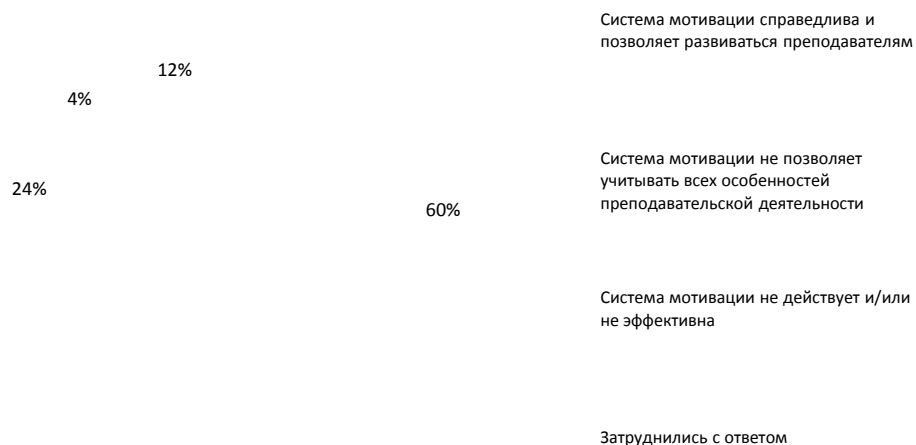 Система мотивации справедлива и
позволяет развиваться преподавателям
12%
4%
Система мотивации не позволяет
учитывать всех особенностей
преподавательской деятельности
24%
60%
Система мотивации не действует и/или
не эффективна
Затруднились с ответом